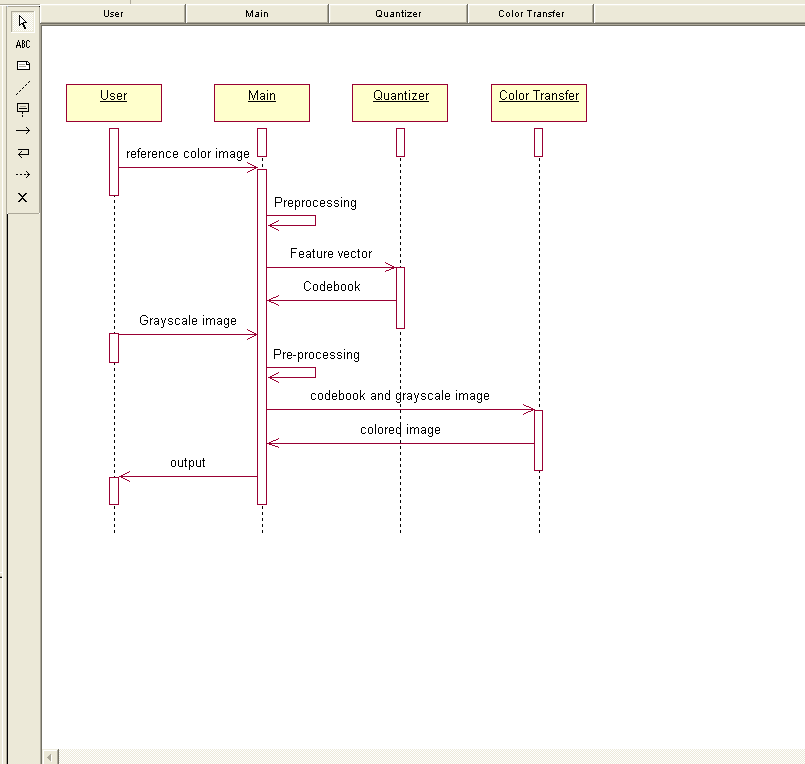 User Main Quantizer Color Transfer
ABC
User Main Quantizer Color Transfer
reference color image
Preprocessing
Feature vector
Codebook
Grayscale image
Pre-processing
codebook and grayscale image
colored image
output